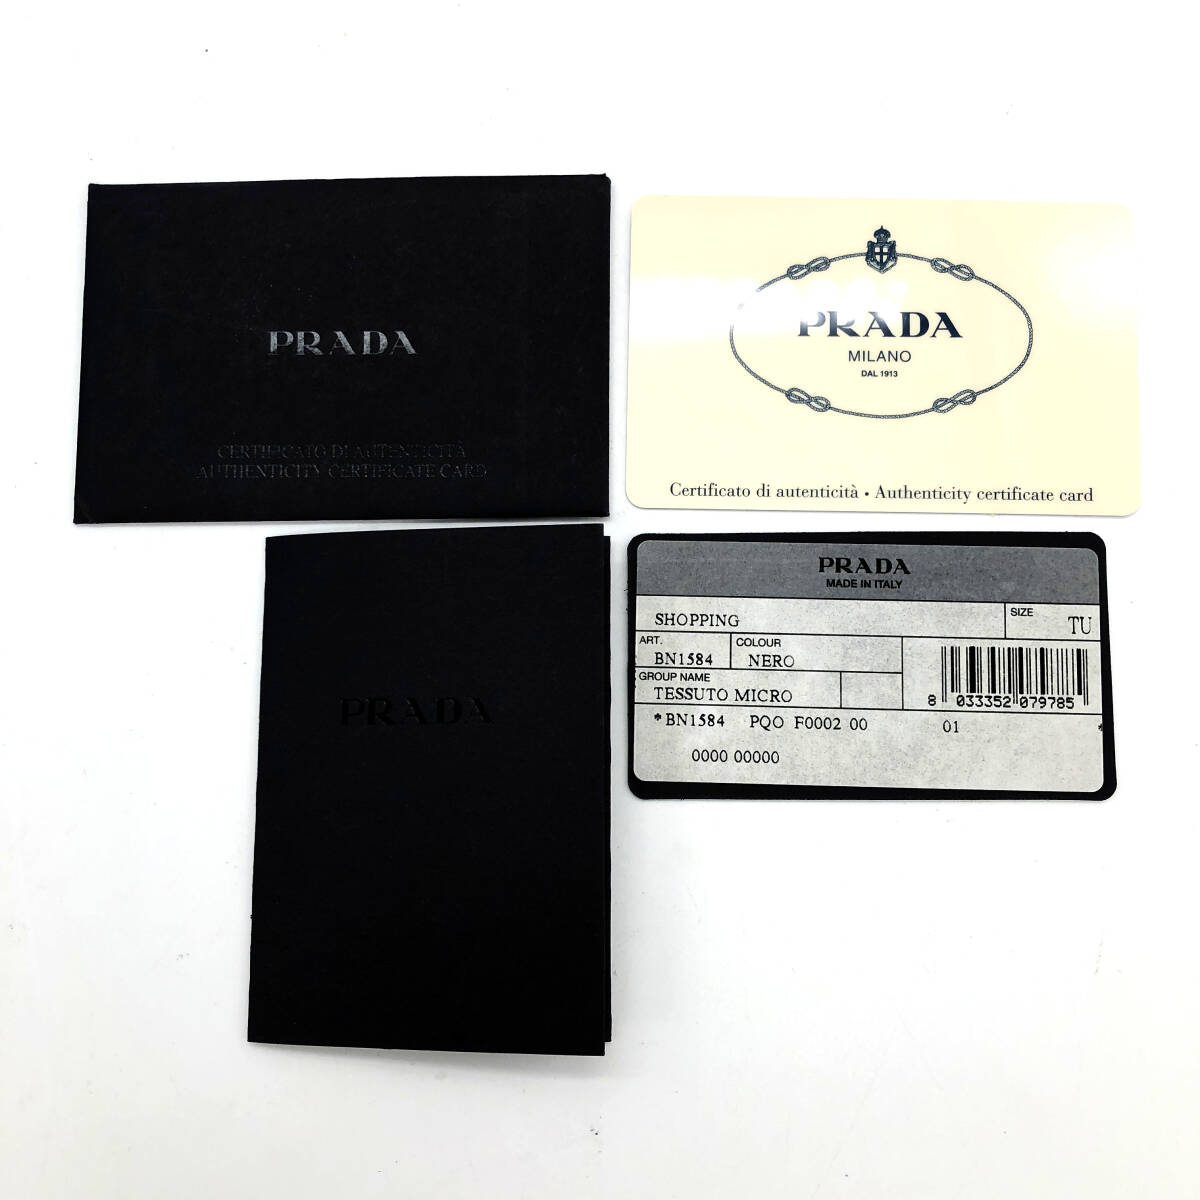 PRADA
CERTIFICATO DI AUTENTICITÀ
AUTHENTICITY CERTIFICATE CARD
PRADA
MILANO
DAL 1913
Certificato di autenticità • Authenticity certificate card
PRADA
PRADA
MADE IN ITALY
SHOPPING
SIZE
TU
ART.
BN1584
COLOUR
NERO
GROUP NAME
TESSUTO MICRO
8 033352 079785
*BN1584 PQO F0002 00 01 *
0000 00000